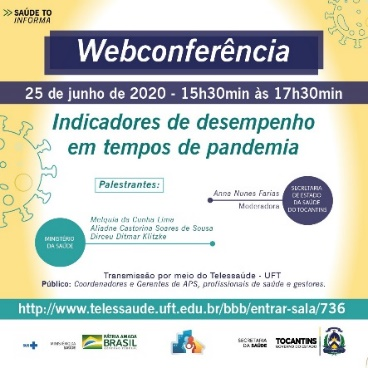 >> SAÚDE TO
INFORMA
Webconferência
25 de junho de 2020 - 15h30min às 17h30min
Indicadores de desempenho
em tempos de pandemia
Palestrantes:
Anna Nunes Farias
Moderadora
SECRETARIA
DE ESTADO
DA SAÚDE
DO TOCANTINS
MINISTÉRIO
DA SAÚDE
Melquia da Cunha Lima
Aliadne Castorina Soares de Sousa
Dirceu Ditmar Klitzke
Transmissão por meio do Telessaúde - UFT
Público: Coordenadores e Gerentes de APS, profissionais de saúde e gestores.
http://www.telessaude.uft.edu.br/bbb/entrar-sala/736
SUS
MINISTÉRIO DA
SAÚDE
PÁTRIA AMADA
BRASIL
SECRETARIA
DA SAÚDE
TOCANTINS
GOVERNO DO ESTADO